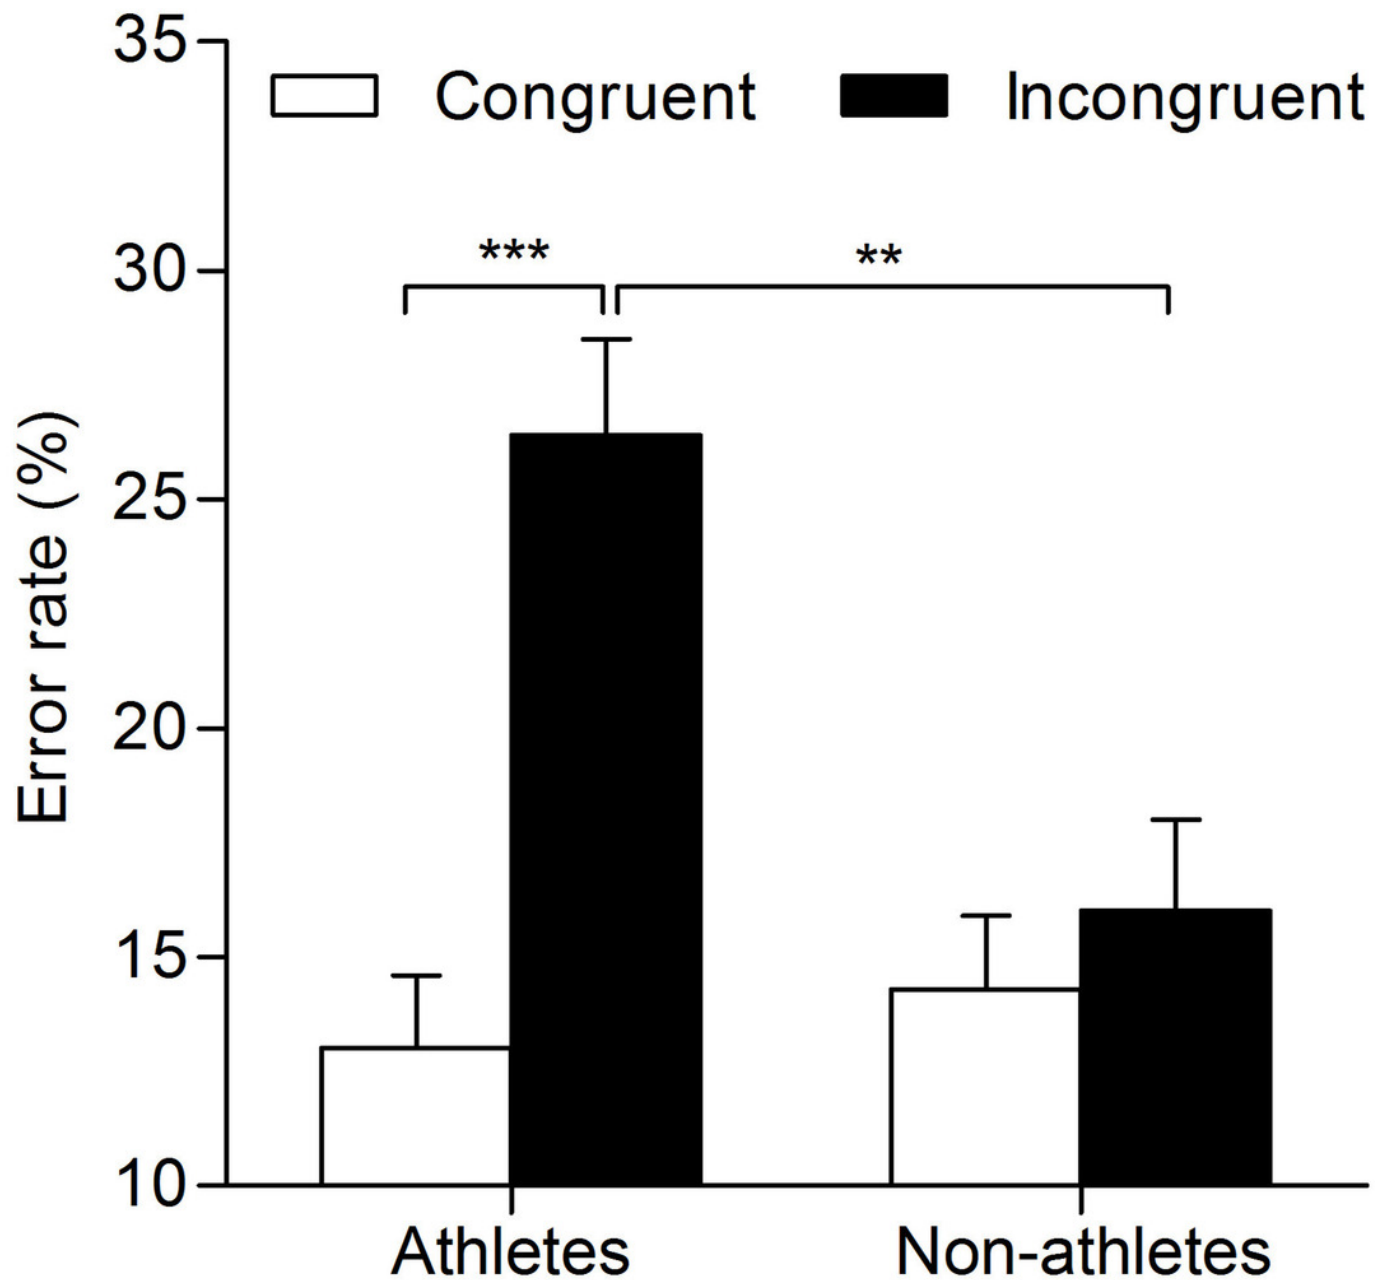 35
Congruent Incongruent
*** **
30
25
20
15
10
Error rate (%)
Athletes Non-athletes